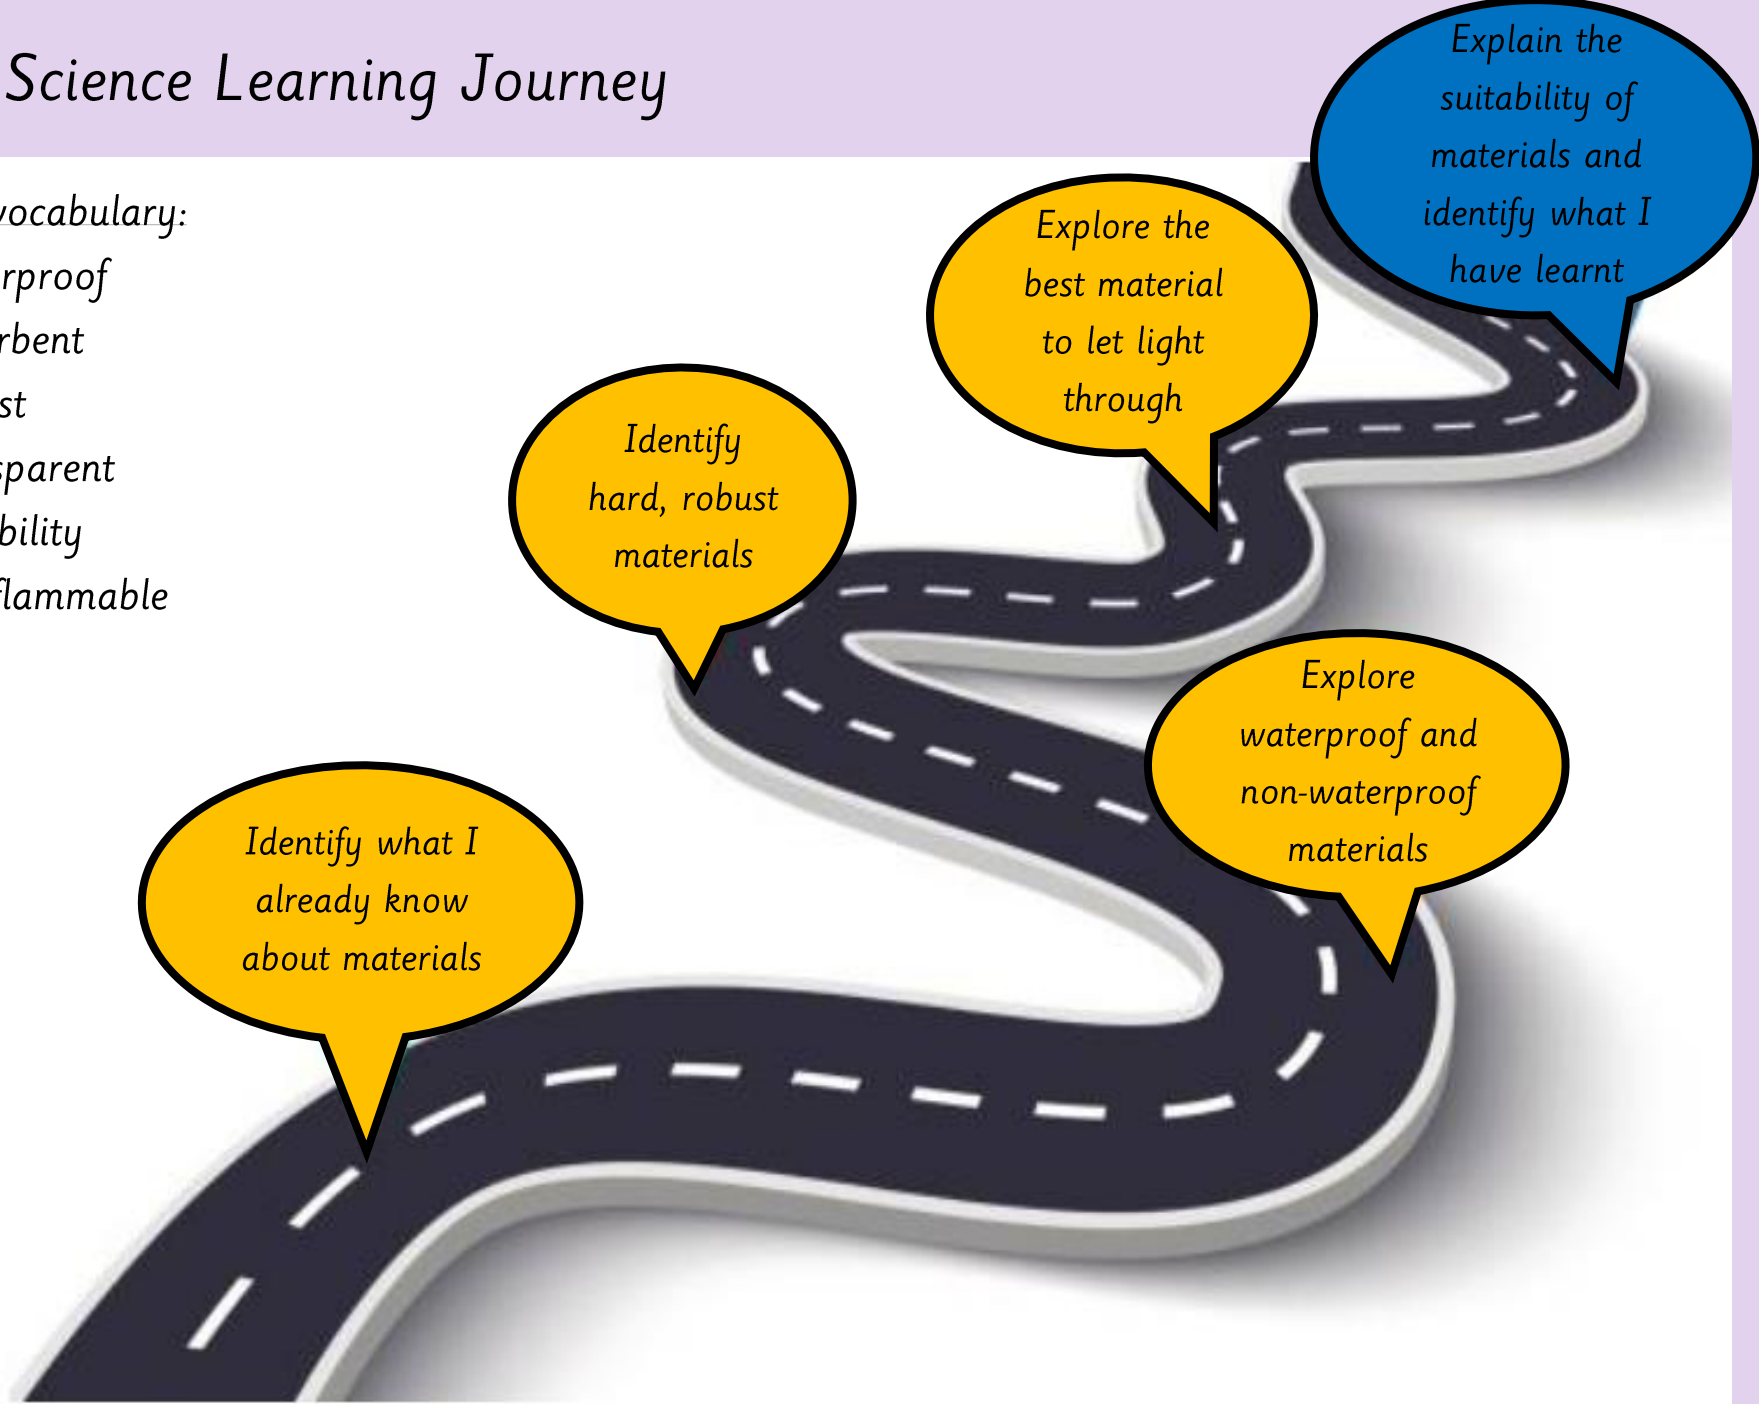 Science Learning Journey
vocabulary:
rproof
rbent
st
sparent
bility
flammable
Explain the
suitability of
materials and
identify what I
have learnt
Explore the
best material
to let light
through
Identify
hard, robust
materials
Explore
waterproof and
non-waterproof
materials
Identify what I
already know
about materials